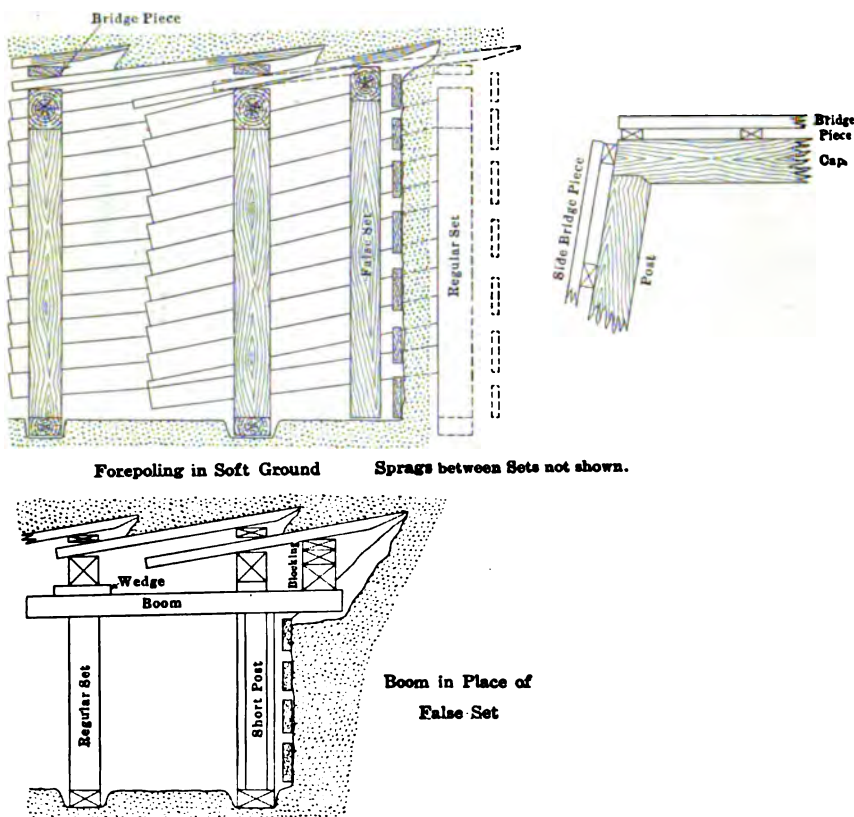 Bridge Piece
False Set
Regular Set
Bridge
Piece
Cap.
Side Bridge Piece
Post
Forepoling in Soft Ground
Sprags between Sets not shown.
Wedge
Boom
Blocking
Regular Set
Short Post
Boom in Place of
False Set